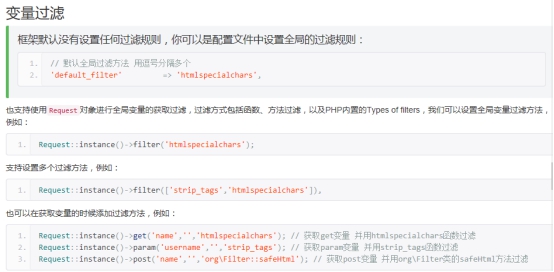 变量过滤
框架默认没有设置任何过滤规则，你可以是配置文件中设置全局的过滤规则：
1. // 默认全局过滤方法 用逗号分隔多个
2. 'default_filter' => 'htmlspecialchars',
也支持使用 Request 对象进行全局变量的获取过滤，过滤方式包括函数、方法过滤，以及PHP内置的Types of filters，我们可以设置全局变量过滤方法，
例如：
1. Request::instance()->filter('htmlspecialchars');
支持设置多个过滤方法，例如：
1. Request::instance()->filter(['strip_tags','htmlspecialchars']),
也可以在获取变量的时候添加过滤方法，例如：
1. Request::instance()->get('name','','htmlspecialchars'); // 获取get变量 并用htmlspecialchars函数过滤
2. Request::instance()->param('username','','strip_tags'); // 获取param变量 并用strip_tags函数过滤
3. Request::instance()->post('name','','org\Filter::safeHtml'); // 获取post变量 并用org\Filter类的safeHtml方法过滤